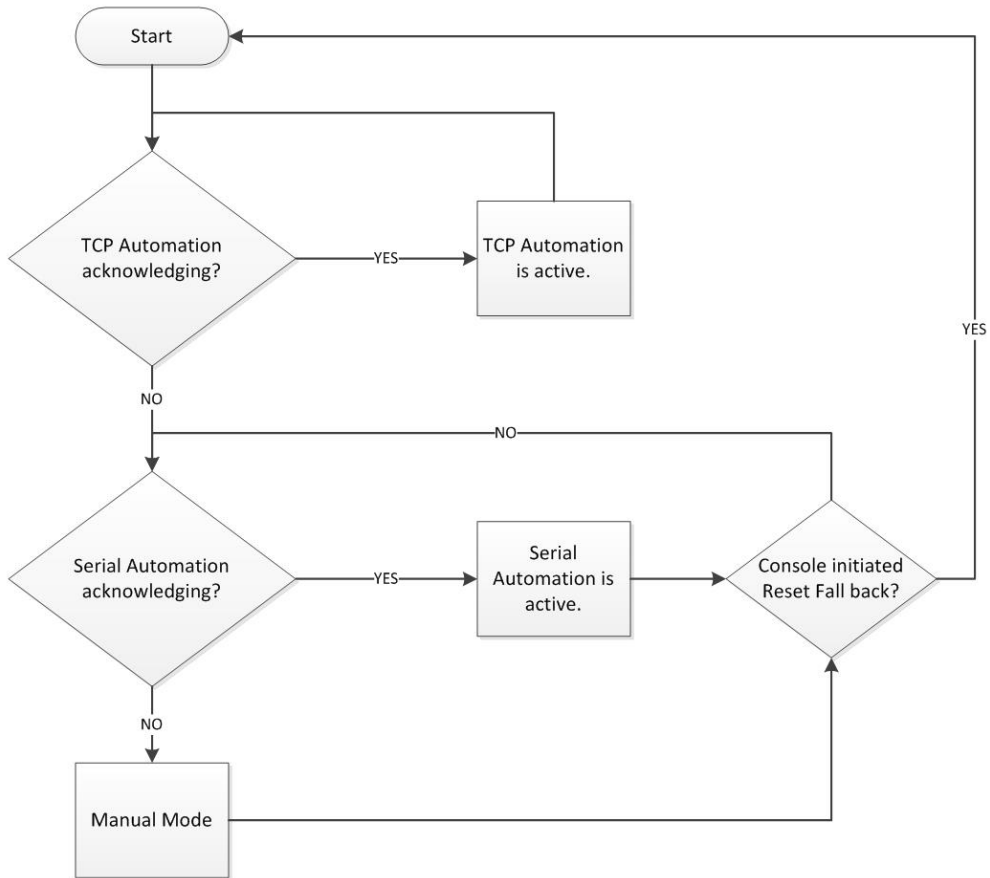 Start
TCP Automation
acknowledging?
YES
TCP Automation
is active.
YES
NO
NO
Serial Automation
acknowledging?
YES
Serial
Automation is
active.
Console initiated
Reset Fall back?
NO
Manual Mode